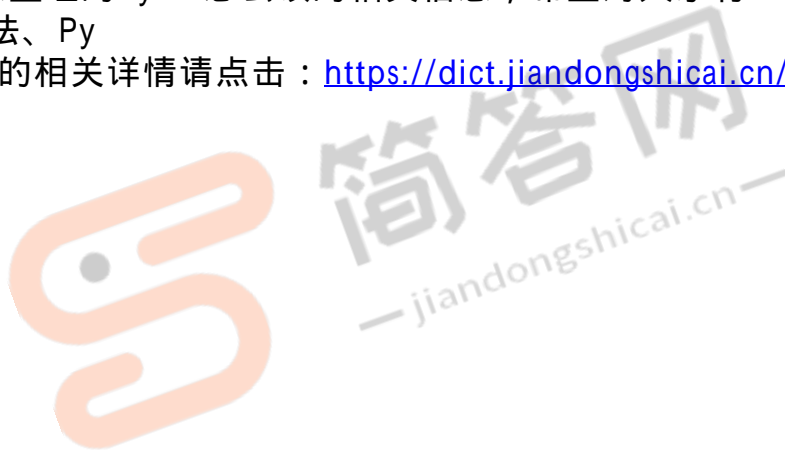 法、Py
的相关详情请点击：https://dict.jiandongshicai.cn/
简答网
— jiandongshicai.cn —